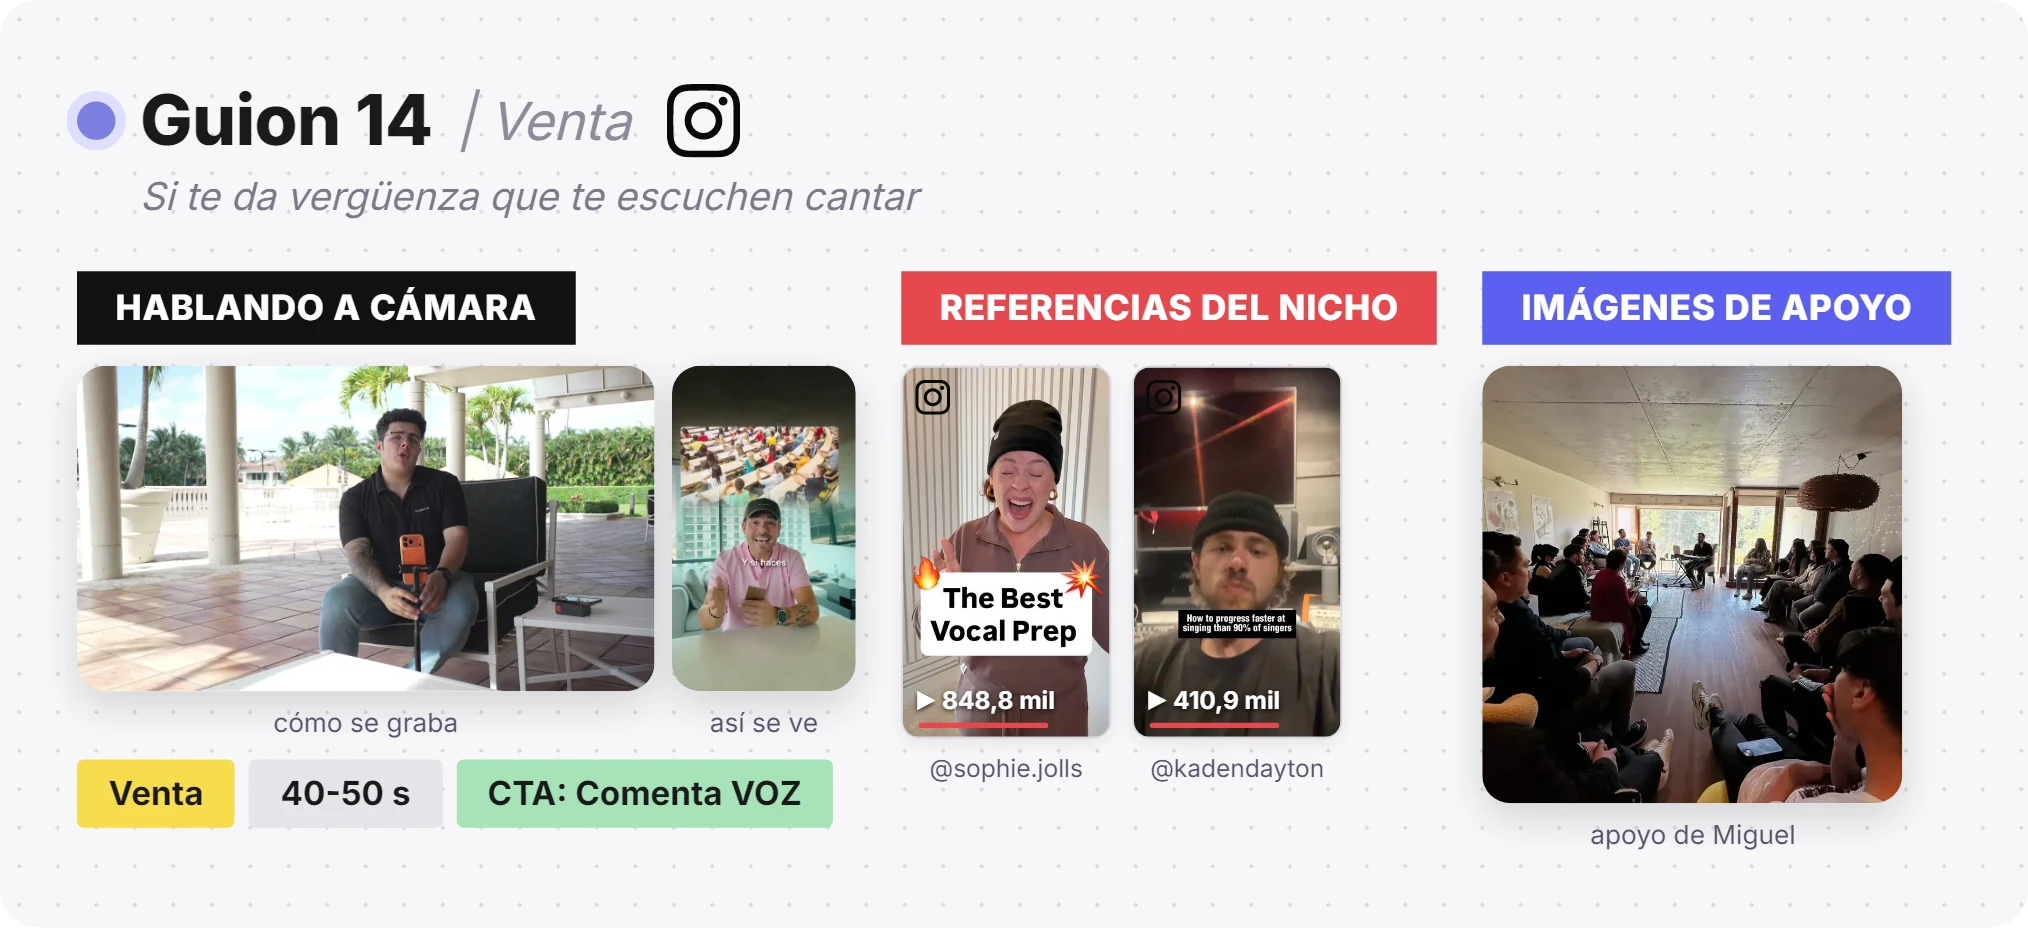 Guion 14 / Venta
Si te da vergüenza que te escuchen cantar
HABLANDO A CÁMARA
Y si haces
cómo se graba
así se ve
Venta
40-50 s
CTA: Comenta VOZ
REFERENCIAS DEL NICHO
The Best
Vocal Prep
848,8 mil
@sophie.jolls
How to progress faster at
singing than 90% of singers
410,9 mil
@kadendayton
IMÁGENES DE APOYO
apoyo de Miguel